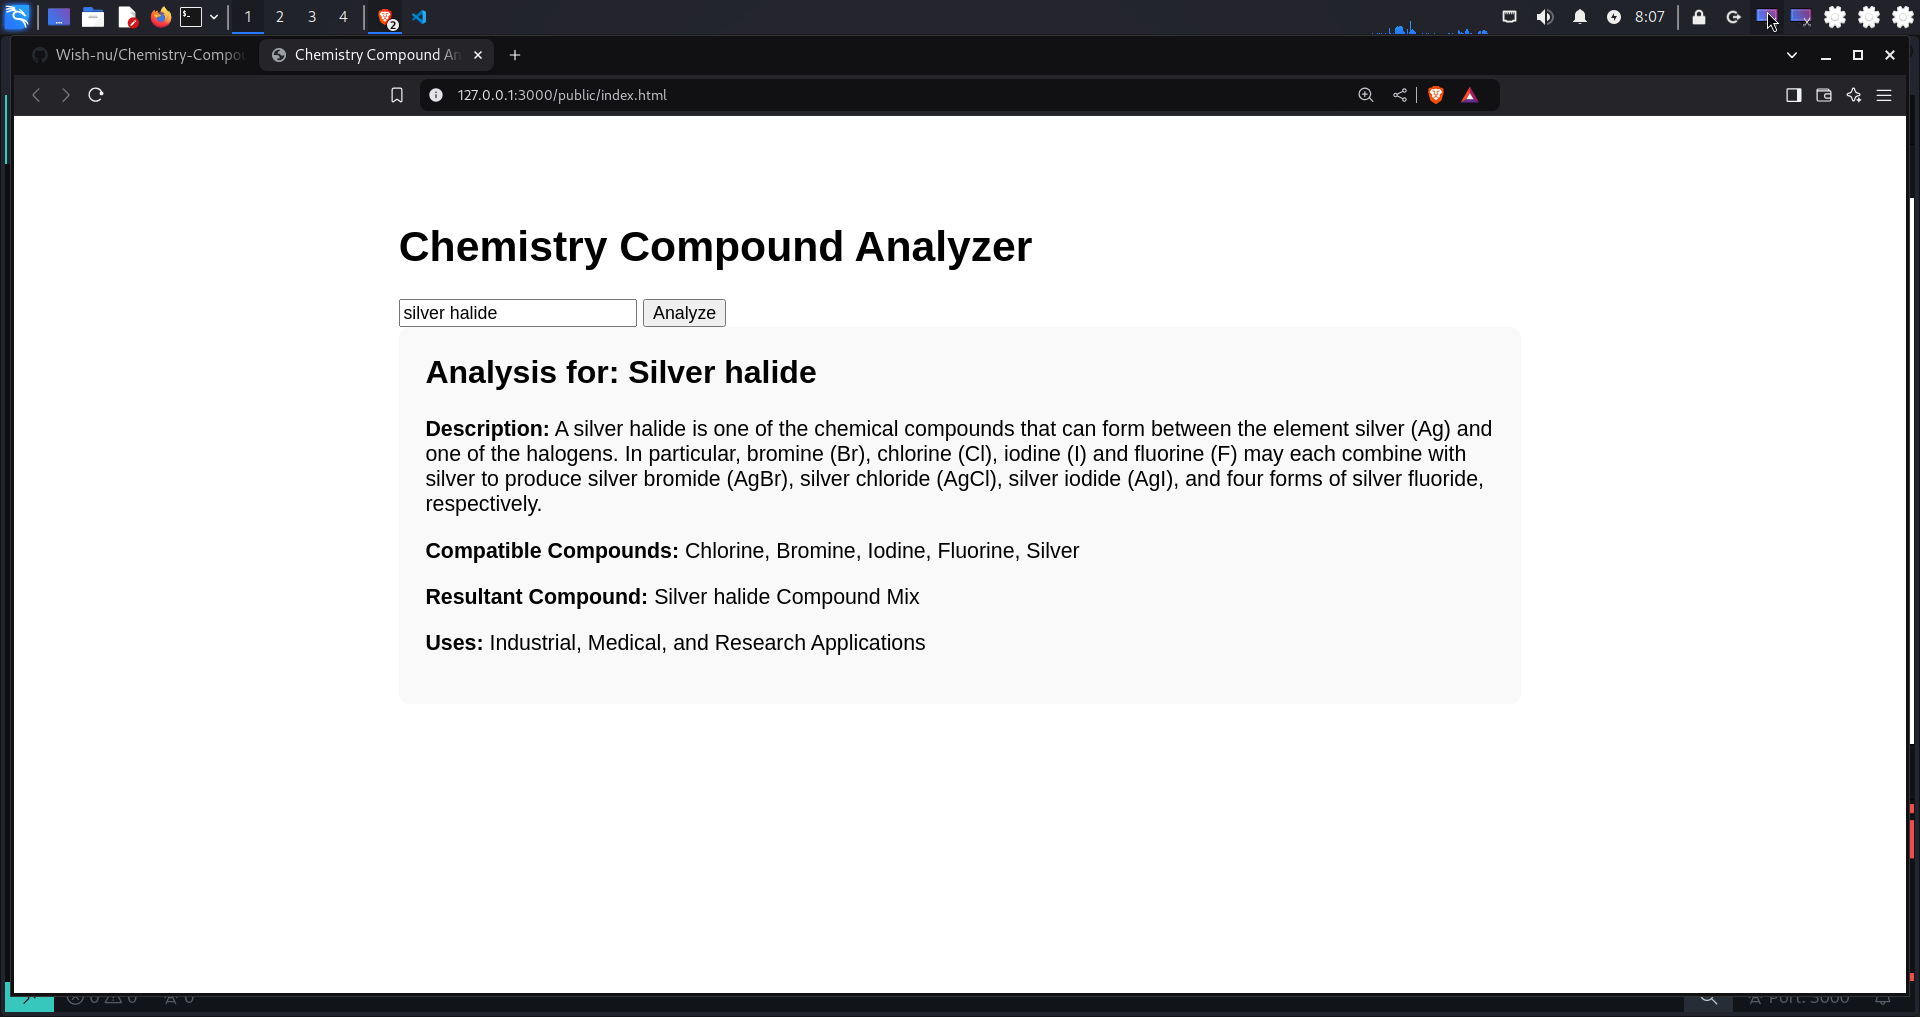 1 2 3 4 2 8:07
Wish-nu/Chemistry-Compo Chemistry Compound An
127.0.0.1:3000/public/index.html
Chemistry Compound Analyzer
silver halide Analyze
Analysis for: Silver halide
Description: A silver halide is one of the chemical compounds that can form between the element silver (Ag) and
one of the halogens. In particular, bromine (Br), chlorine (Cl), iodine (I) and fluorine (F) may each combine with
silver to produce silver bromide (AgBr), silver chloride (AgCl), silver iodide (AgI), and four forms of silver fluoride,
respectively.
Compatible Compounds: Chlorine, Bromine, Iodine, Fluorine, Silver
Resultant Compound: Silver halide Compound Mix
Uses: Industrial, Medical, and Research Applications
0 0 0 Port: 3000